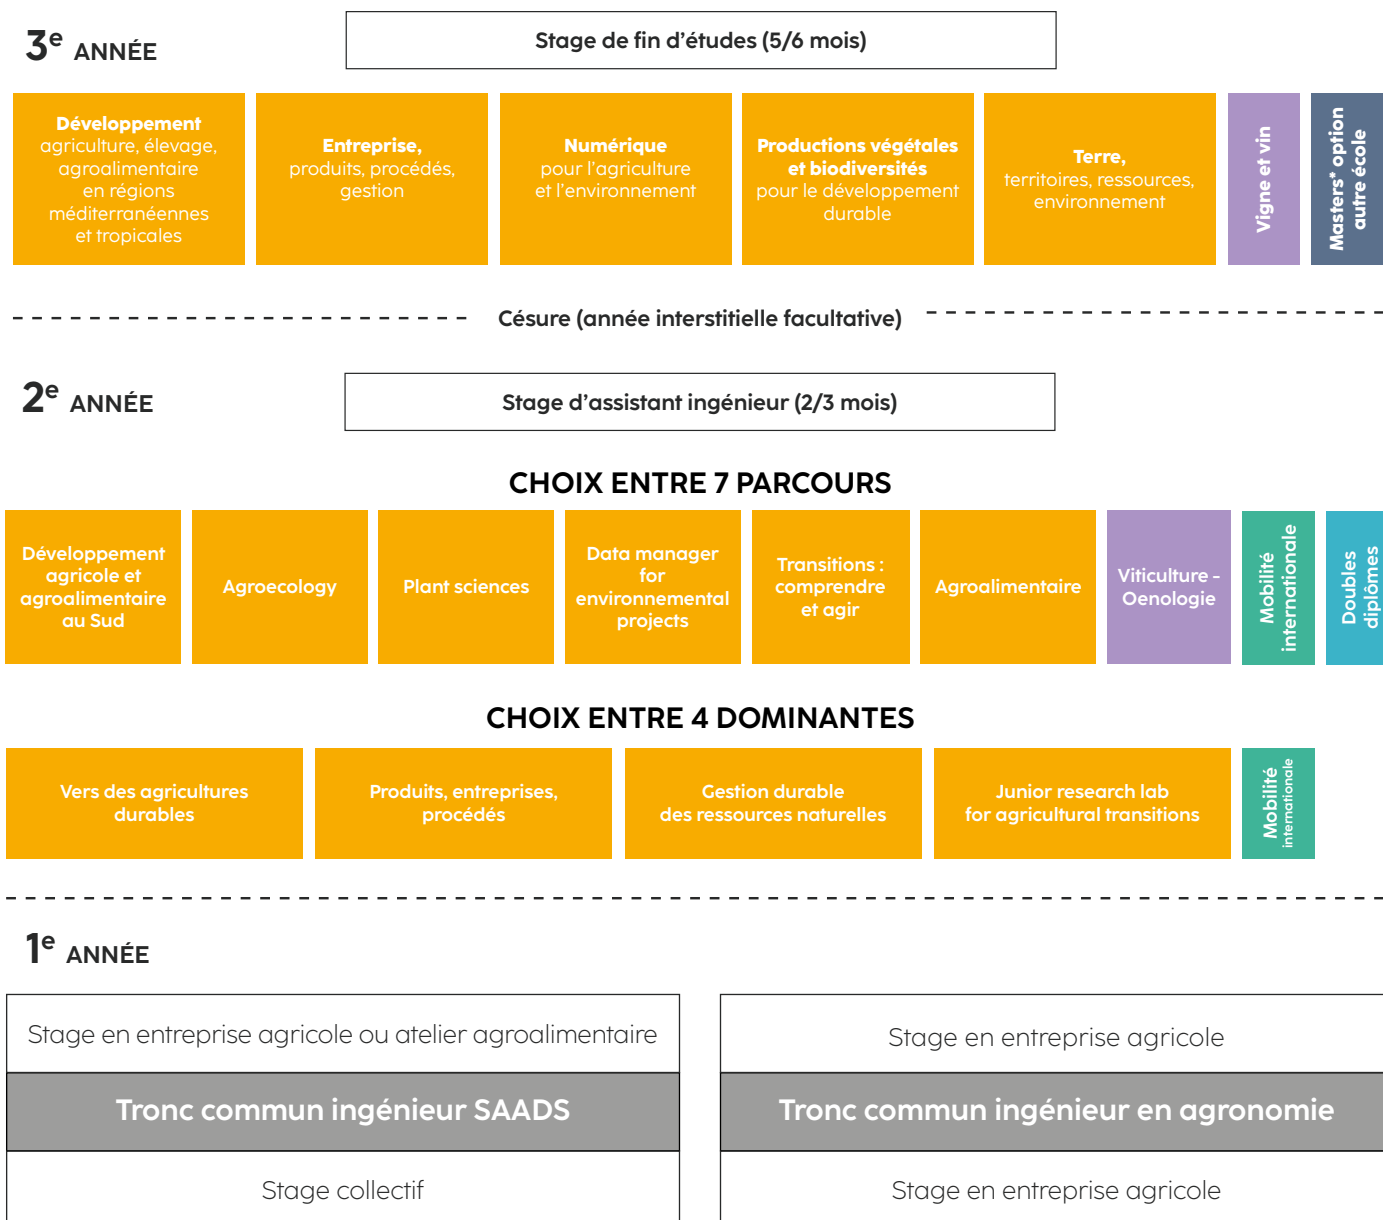 3e ANNÉE
Stage de fin d'études (5/6 mois)
Développement
agriculture, élevage,
agroalimentaire
en régions
méditerranéennes
et tropicales
Entreprise,
produits, procédés,
gestion
Numérique
pour l'agriculture
et l'environnement
Productions végétales
et biodiversités
pour le développement
durable
Terre,
territoires, ressources,
environnement
Vigne et vin
Masters* option
autre école
Césure (année interstitielle facultative)
2e ANNÉE
Stage d'assistant ingénieur (2/3 mois)
CHOIX ENTRE 7 PARCOURS
Développement
agricole et
agroalimentaire
au Sud
Agroecology
Plant sciences
Data manager
for
environnemental
projects
Transitions :
comprendre
et agir
Agroalimentaire
Viticulture -
Oenologie
Mobilité
internationale
Doubles
diplômes
CHOIX ENTRE 4 DOMINANTES
Vers des agricultures
durables
Produits, entreprises,
procédés
Gestion durable
des ressources naturelles
Junior research lab
for agricultural transitions
Mobilité
internationale
1e ANNÉE
Stage en entreprise agricole ou atelier agroalimentaire
Tronc commun ingénieur SAADS
Stage collectif
Stage en entreprise agricole
Tronc commun ingénieur en agronomie
Stage en entreprise agricole